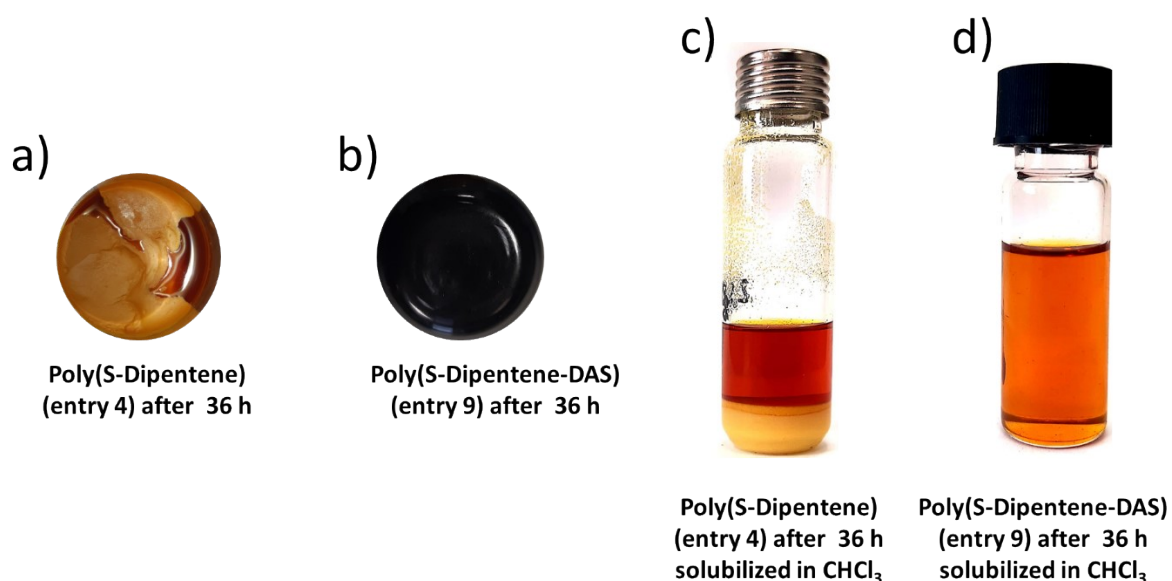 a)
Poly(S-Dipentene)
(entry 4) after 36 h
b)
Poly(S-Dipentene-DAS)
(entry 9) after 36 h
c)
Poly(S-Dipentene)
(entry 4) after 36 h
solubilized in CHCl₃
d)
Poly(S-Dipentene-DAS)
(entry 9) after 36 h
solubilized in CHCl₃